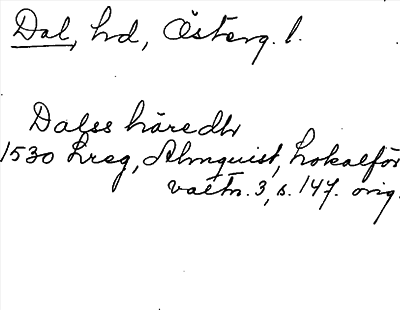 Dal, hd, Österg. l.
Dalss häredh
1530 Lreg, Almquist, Lokalför
valtn. 3, s. 147. orig.